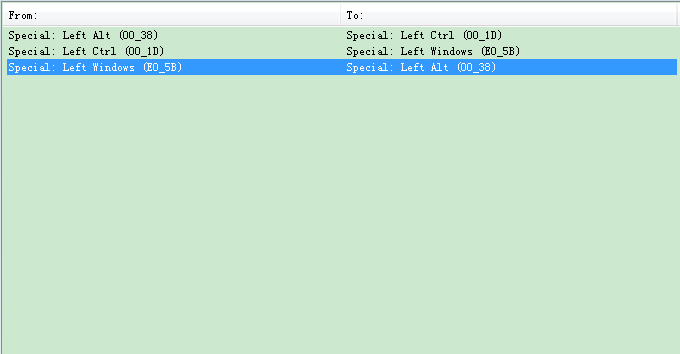 From: To:
Special: Left Alt (00_38) Special: Left Ctrl (00_1D)
Special: Left Ctrl (00_1D) Special: Left Windows (E0_5B)
Special: Left Windows (E0_5B) Special: Left Alt (00_38)